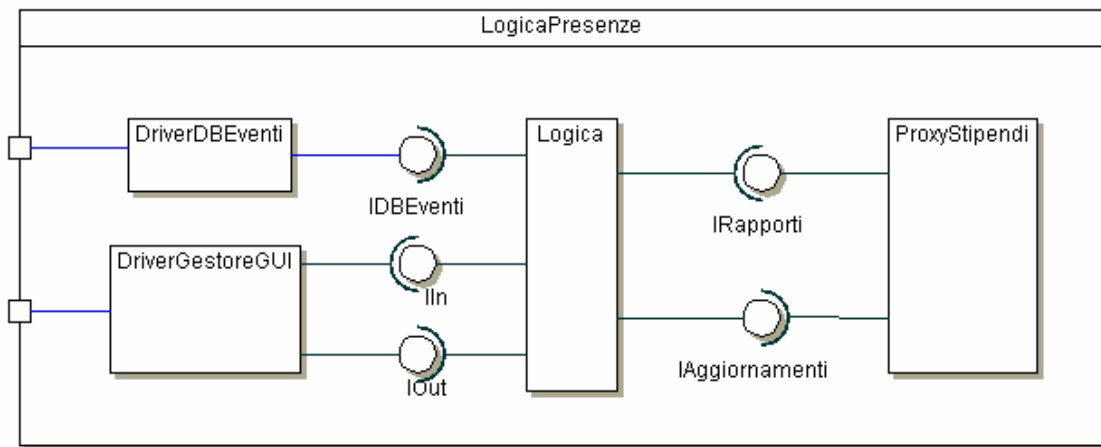 LogicaPresenze
DriverDBEventi
Logica
ProxyStipendi
IDBEventi
IRapporti
DriverGestoreGUI
IIn
IAggiornamenti
IOut